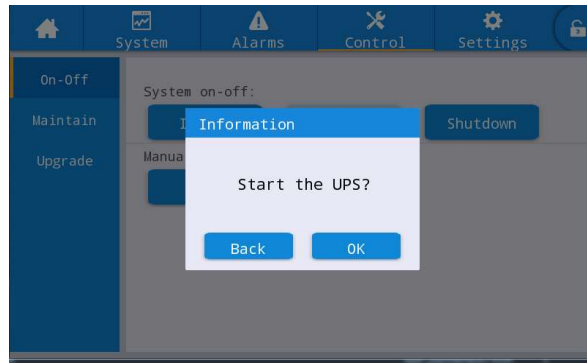 System Alarms Control Settings
On-Off
System on-off:
Maintain
Shutdown
Information
Upgrade
Start the UPS?
Back OK